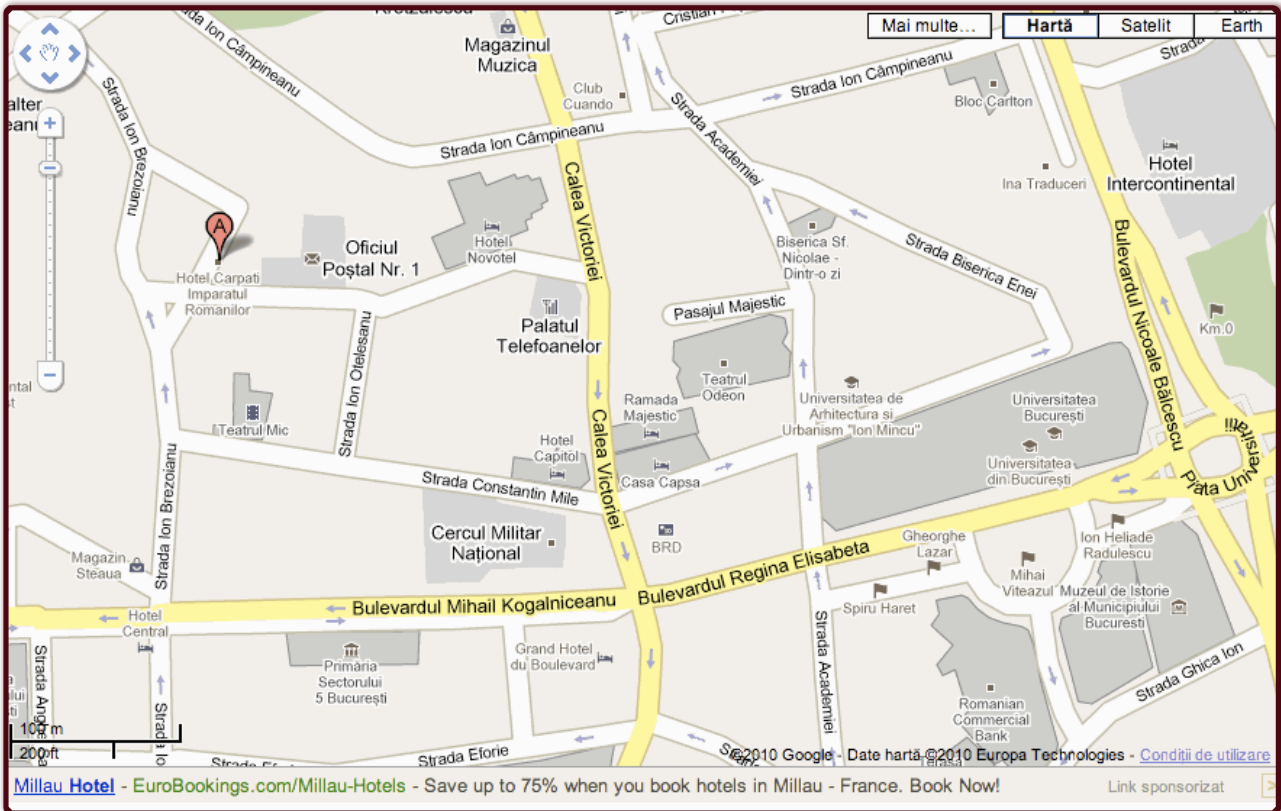 Mai multe...
Hartă
Satelit
Earth
Cristian
Strada Ion Câmpineanu
Magazinul
Muzica
Club
Cuando
Strada Ion Câmpineanu
Strada
Bloc Carlton
Strada Ion Câmpineanu
Strada Academiei
Strada Ion Brezoianu
Calea Victoriei
Ina Traduceri
Hotel
Intercontinental
A
Hotel Carpati
Imparatul
Romanilor
Oficiul
Poștal Nr. 1
Hotel
Novotel
Biserica Sf.
Nicolae -
Dintr-o zi
Strada Biserica Enei
Bulevardul Nicoale Bălcescu
Pasajul Majestic
Palatul
Telefoanelor
Km.0
Strada Ion Otelesanu
Teatrul
Odeon
Teatrul Mic
Ramada
Majestic
Universitatea de
Arhitectura si
Urbanism "Ion Mincu"
Universitatea
București
Universitatea
din București
Hotel
Capitol
Casa Capsa
Calea Victoriei
Strada Constantin Mile
Piata Universitatii
Strada Ion Brezoianu
Cercul Militar
Național
BRD
Magazin
Steaua
Bulevardul Regina Elisabeta
Gheorghe
Lazar
Ion Heliade
Radulescu
Mihai
Viteazul
Muzeul de Istorie
al Municipiului
Bucuresti
Spiru Haret
Bulevardul Mihail Kogalniceanu
Hotel
Central
Primăria
Sectorului
5 București
Grand Hotel
du Boulevard
Strada Academiei
Strada Ghica Ion
Romanian
Commercial
Bank
Strada
100 m
200 ft
Strada Eforie
©2010 Google - Date hartă ©2010 Europa Technologies - Condiții de utilizare
Millau Hotel - EuroBookings.com/Millau-Hotels - Save up to 75% when you book hotels in Millau - France. Book Now!
Link sponsorizat